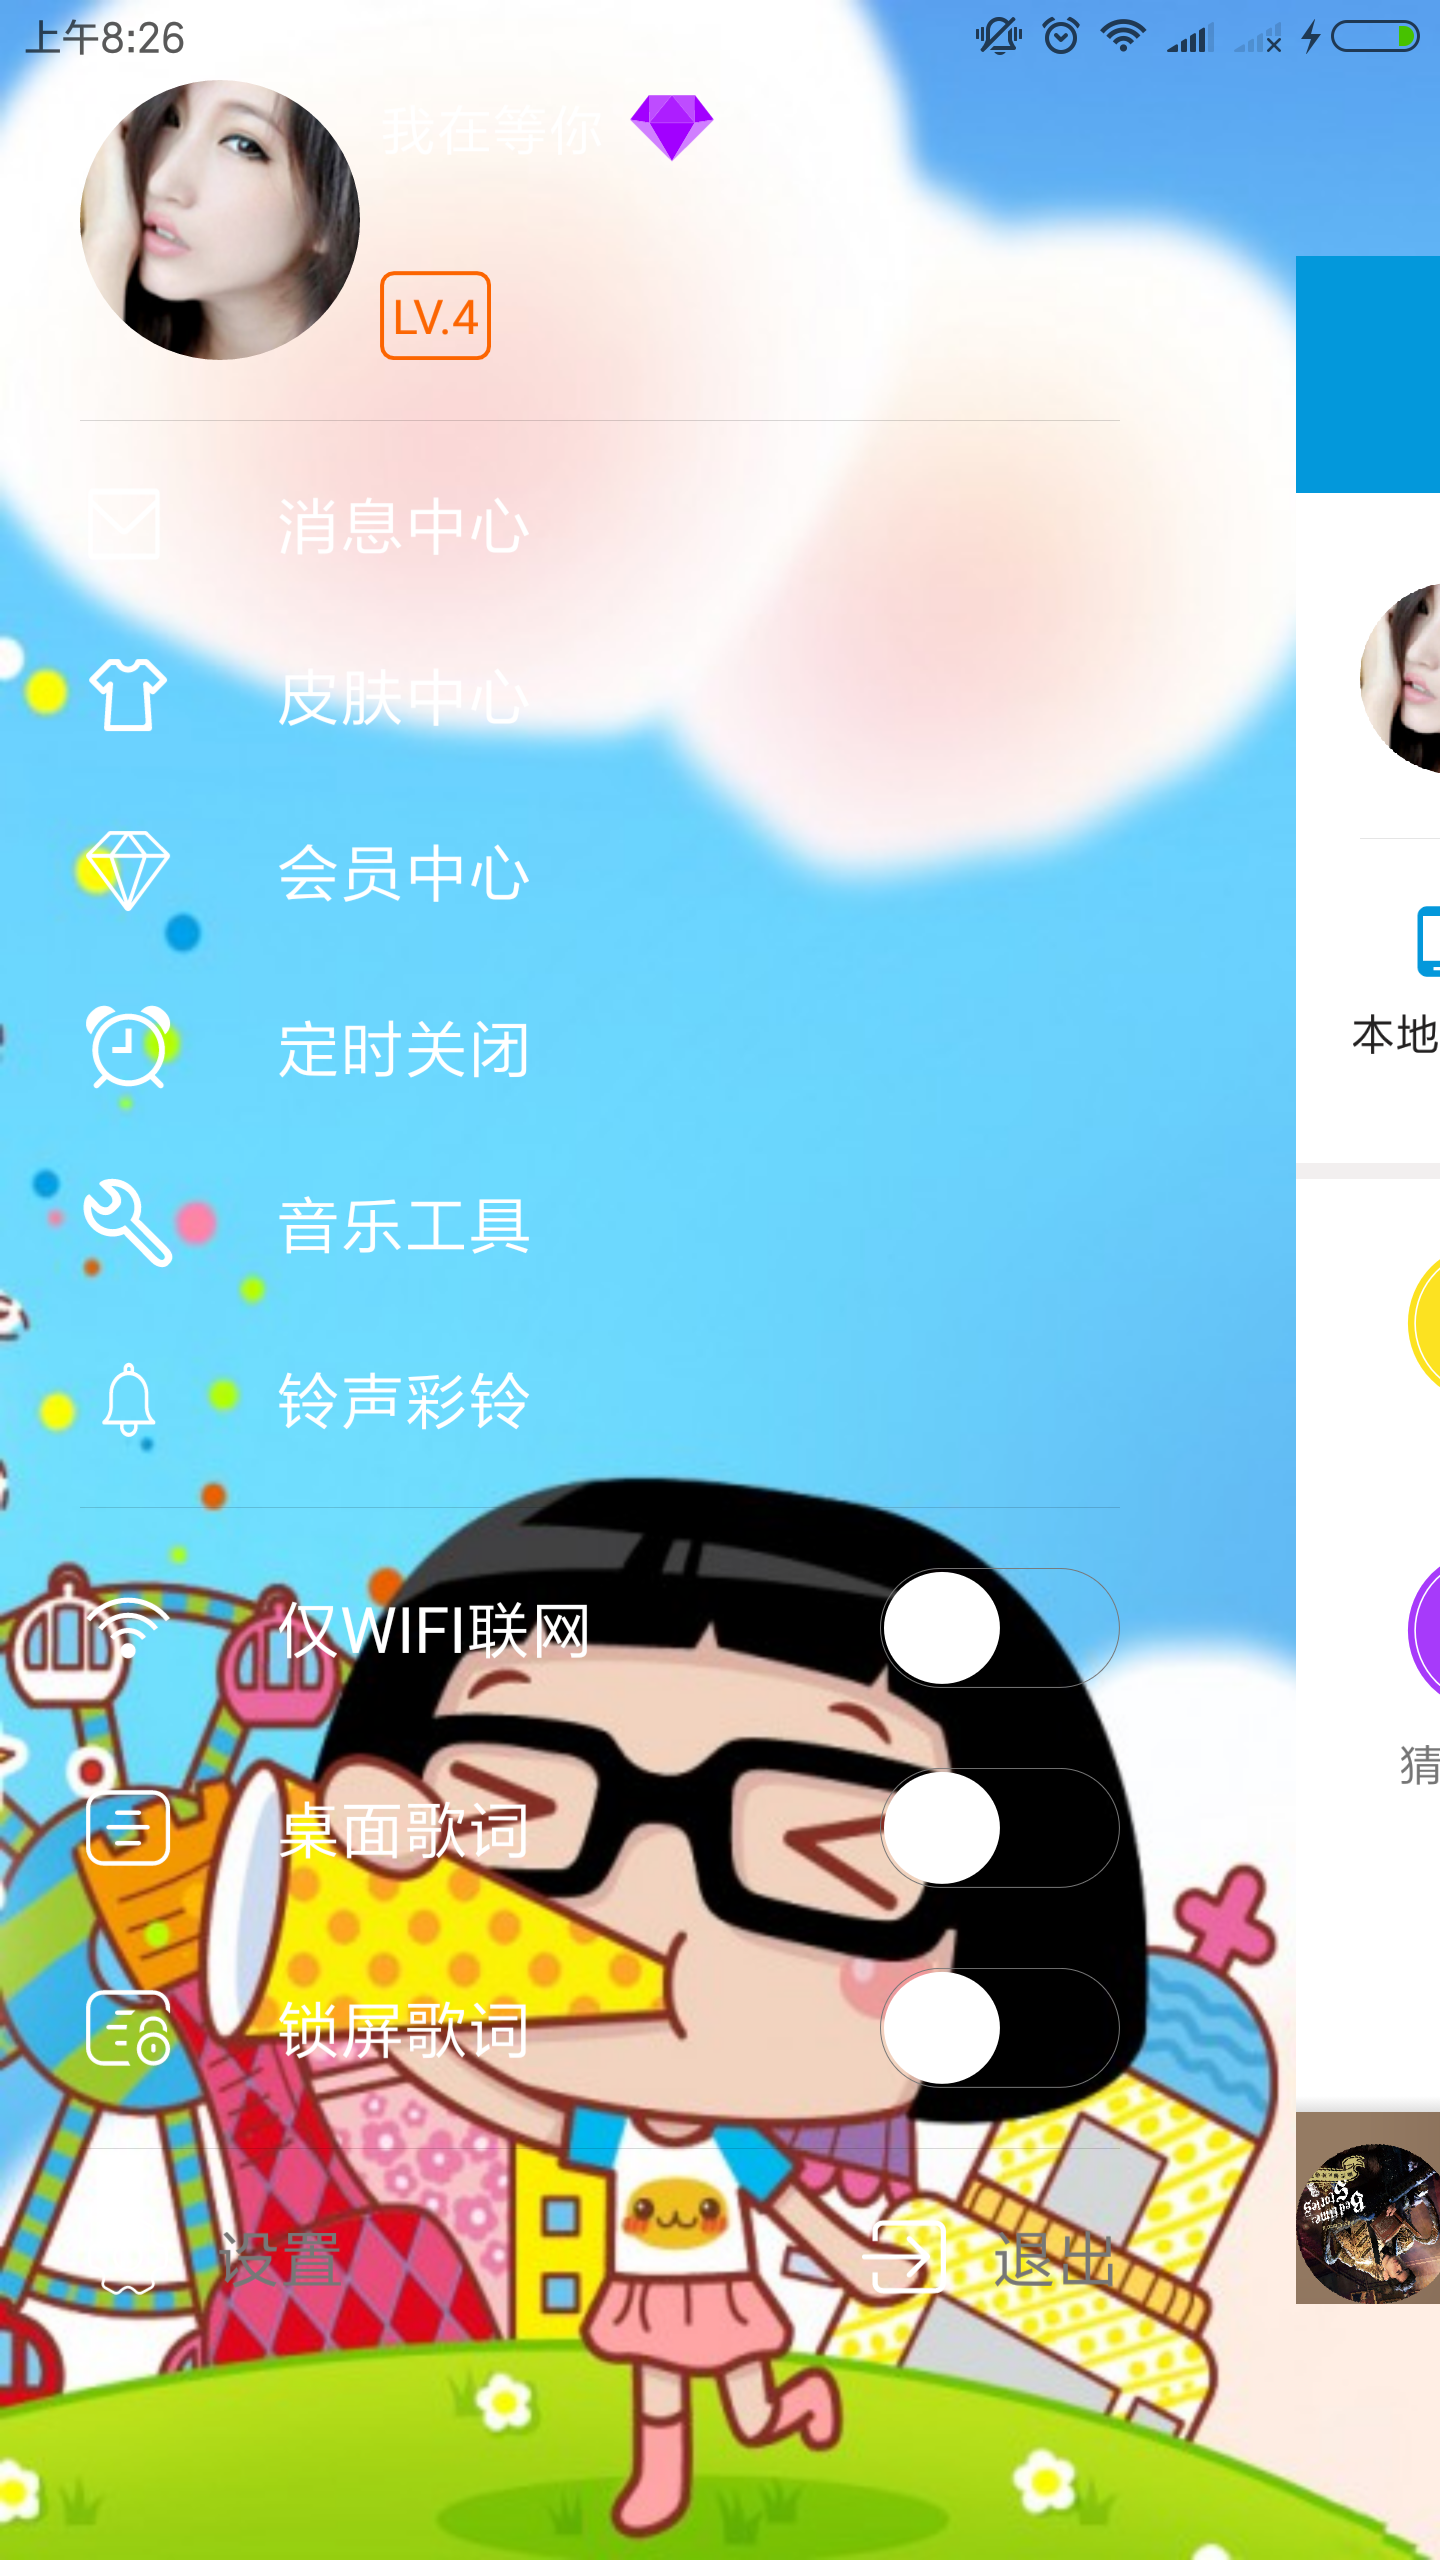 上午8:26
我在等你
LV.4
消息中心
皮肤中心
会员中心
定时关闭
本地
音乐工具
铃声彩铃
仅WIFI联网
猜
桌面歌词
锁屏歌词
Bedtime
Stories
设置
退出